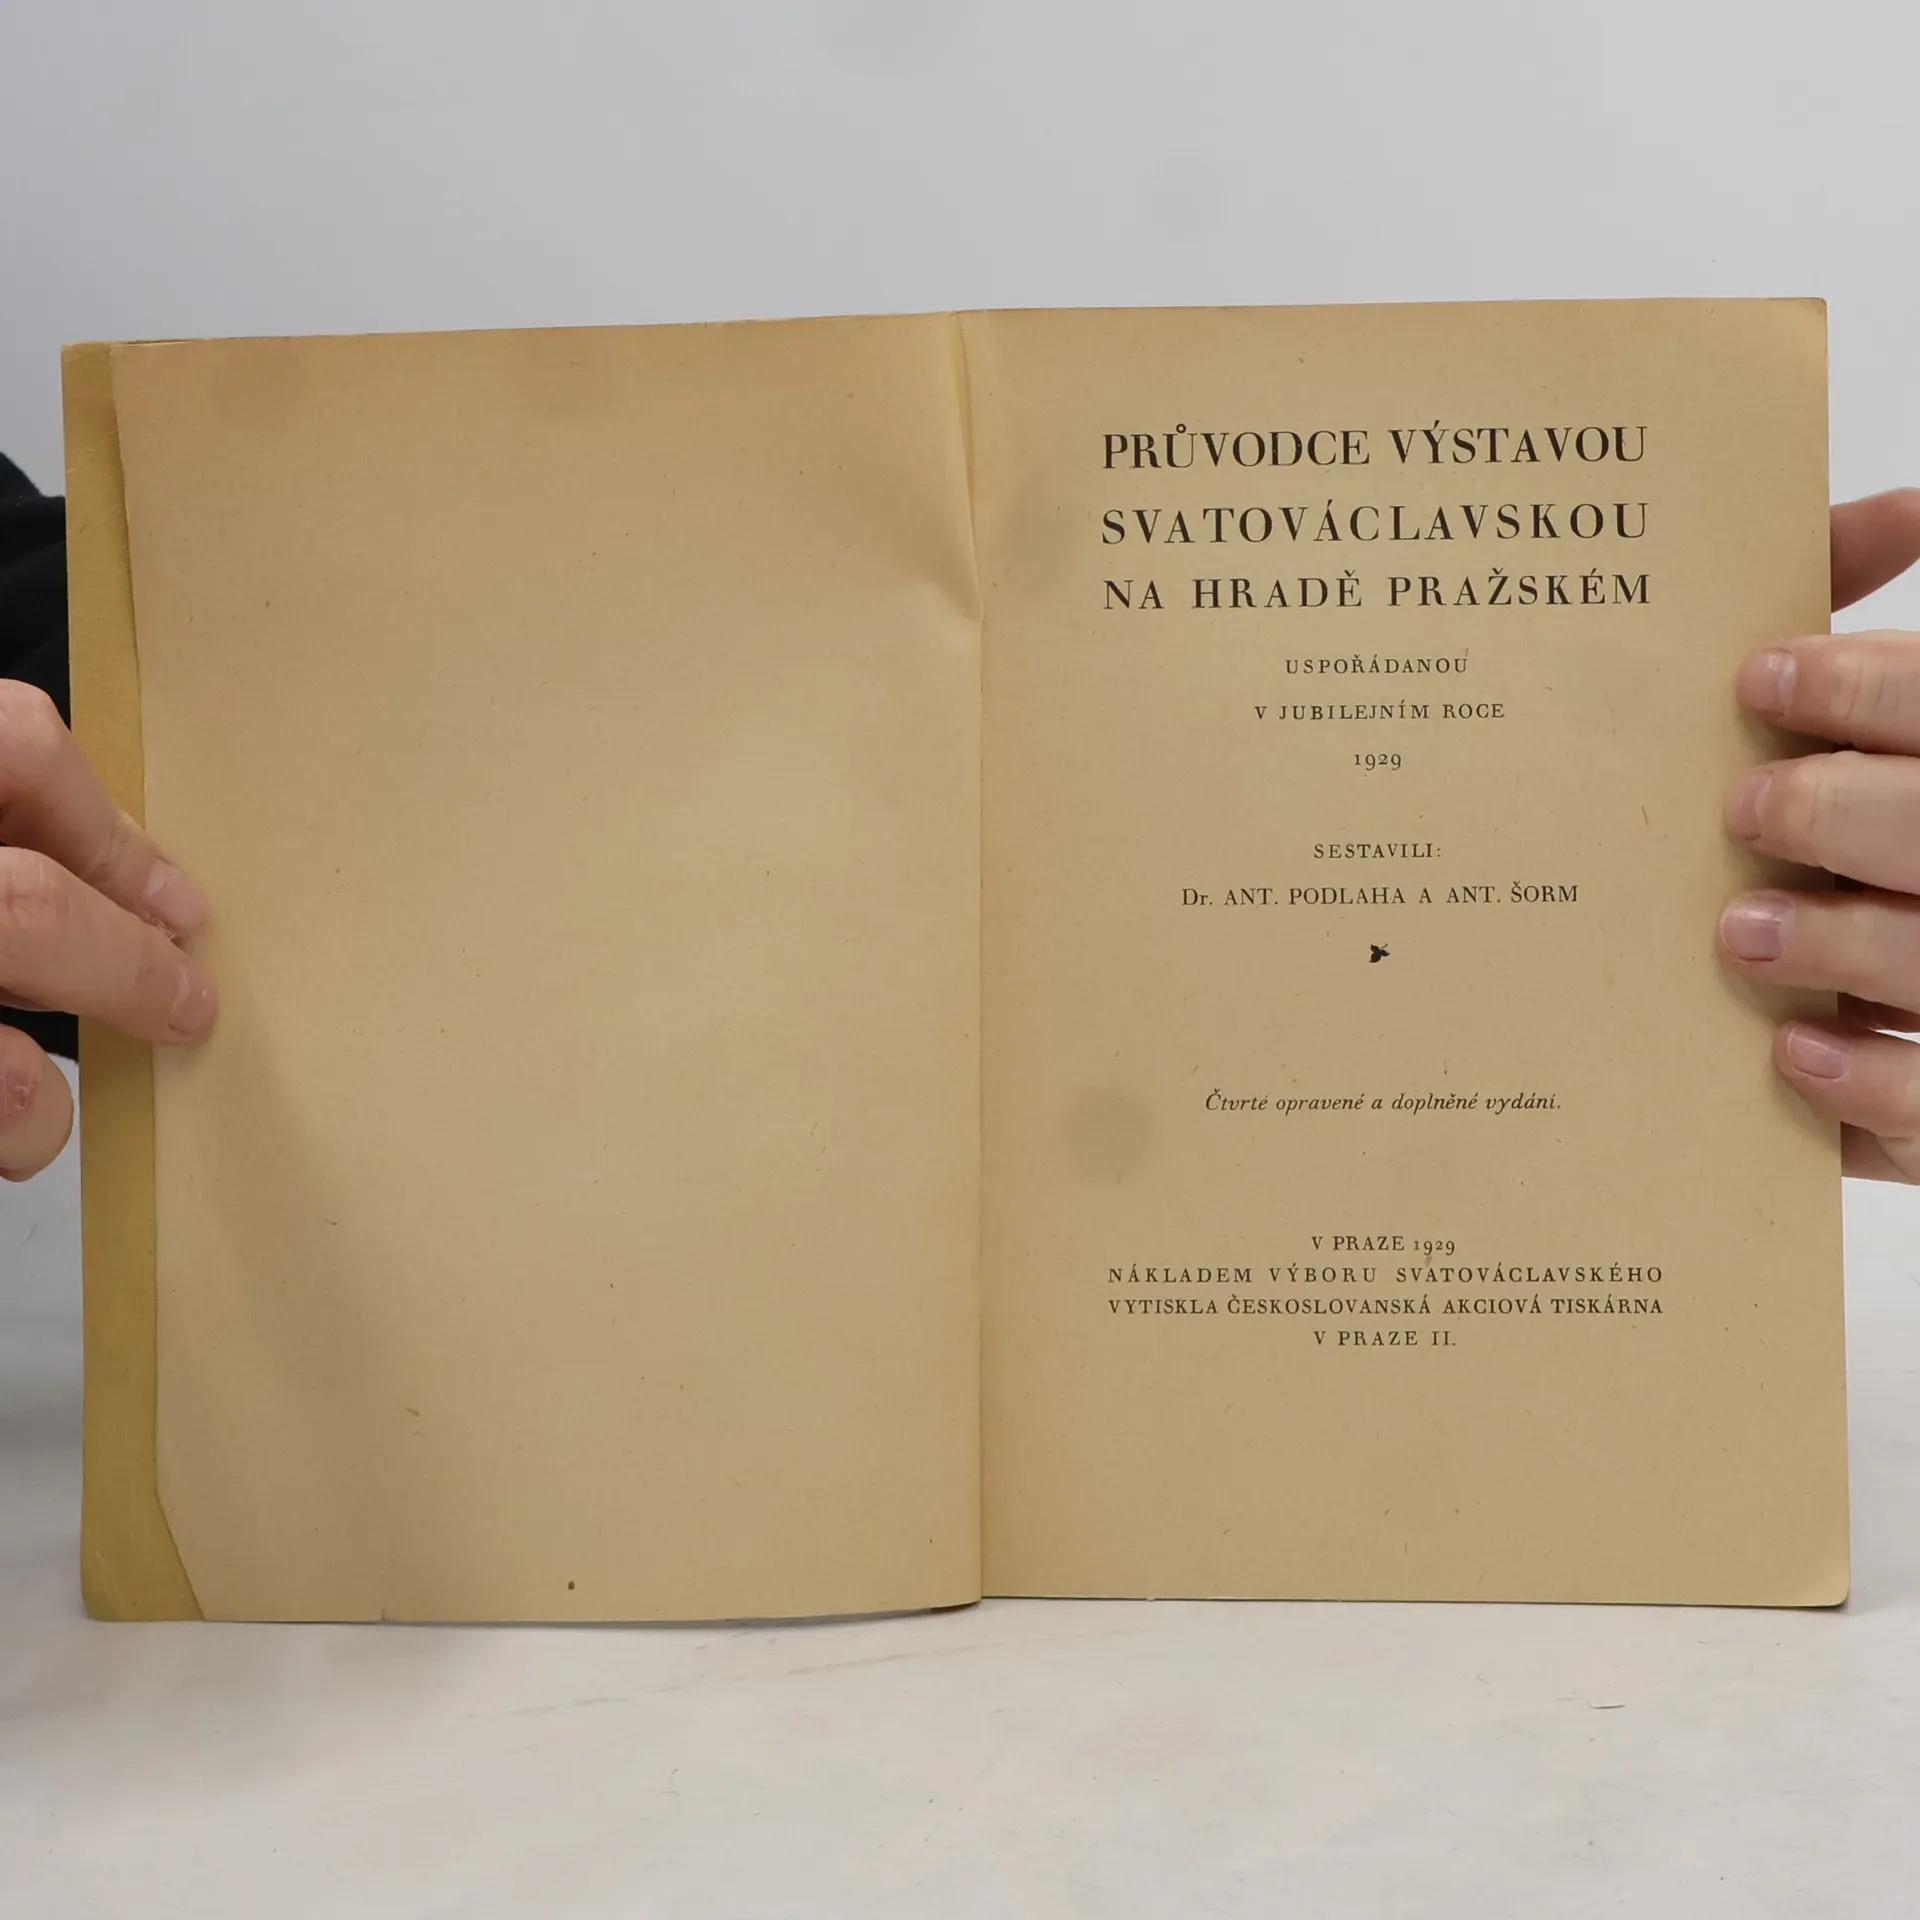 PRŮVODCE VÝSTAVOU
SVATOVÁCLAVSKOU
NA HRADĚ PRAŽSKÉM
USPOŘÁDANOU
V JUBILEJNÍM ROCE
1929
SESTAVILI:
Dr. ANT. PODLAHA A ANT. ŠORM
Čtvrté opravené a doplněné vydání.
V PRAZE 1929
NÁKLADEM VÝBORU SVATOVÁCLAVSKÉHO
VYTISKLA ČESKOSLOVANSKÁ AKCIOVÁ TISKÁRNA
V PRAZE II.